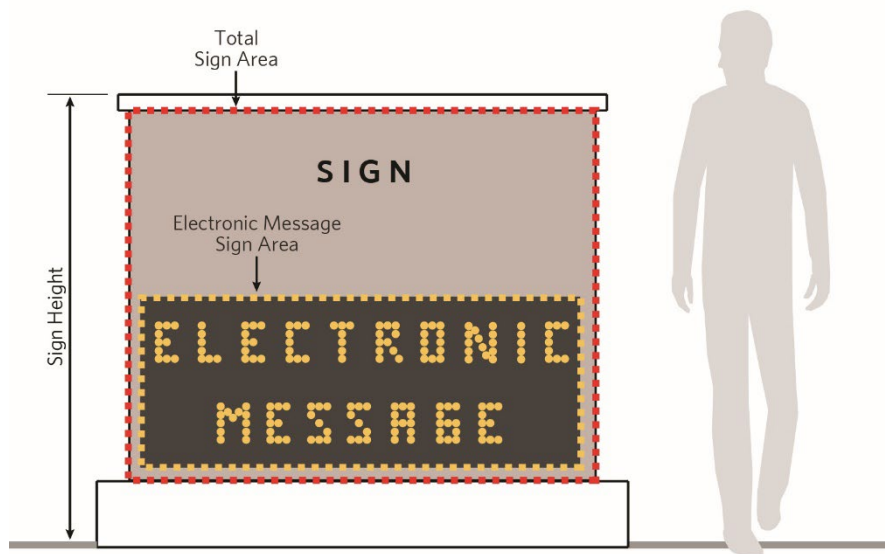 Total
Sign Area
SIGN
Electronic Message
Sign Area
Sign Height
ELECTRONIC
MESSAGE